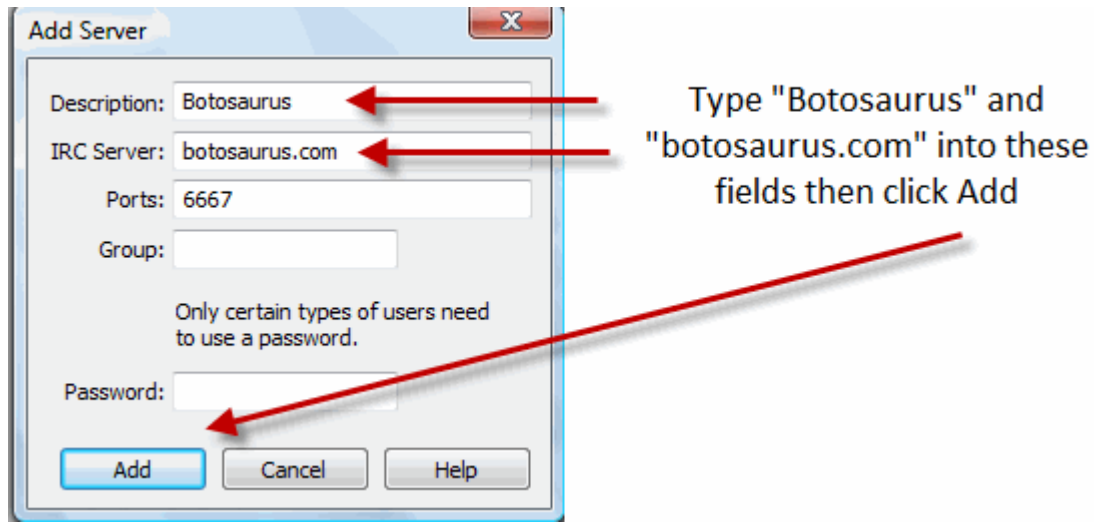 Add Server
Description: Botosaurus
IRC Server: botosaurus.com
Ports: 6667
Group:
Only certain types of users need
to use a password.
Password:
Add Cancel Help
Type "Botosaurus" and
"botosaurus.com" into these
fields then click Add